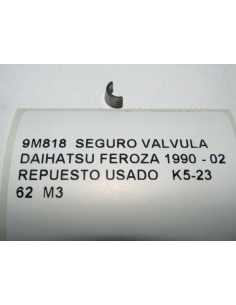 9M818 SEGURO VALVULA
DAIHATSU FEROZA 1990 - 02
REPUESTO USADO K5-23
62 M3